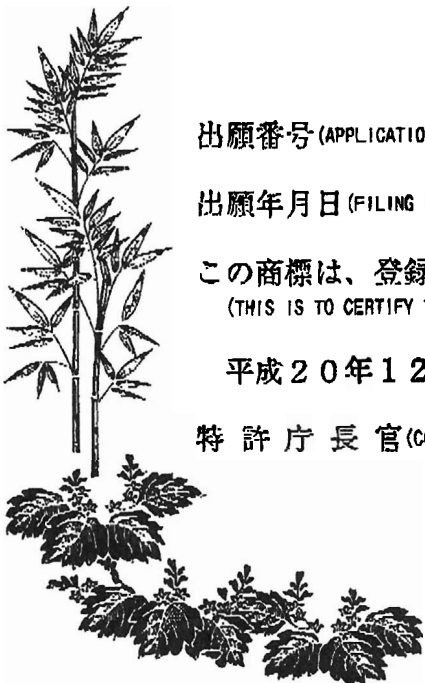 出願番号(APPLICATIO
出願年月日(FILING
この商標は、登録
(THIS IS TO CERTIFY
平成20年12
特許庁長官(CO